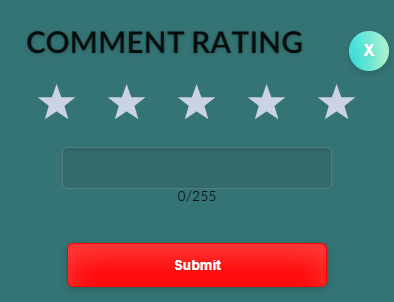 COMMENT RATING
X
0/255
Submit